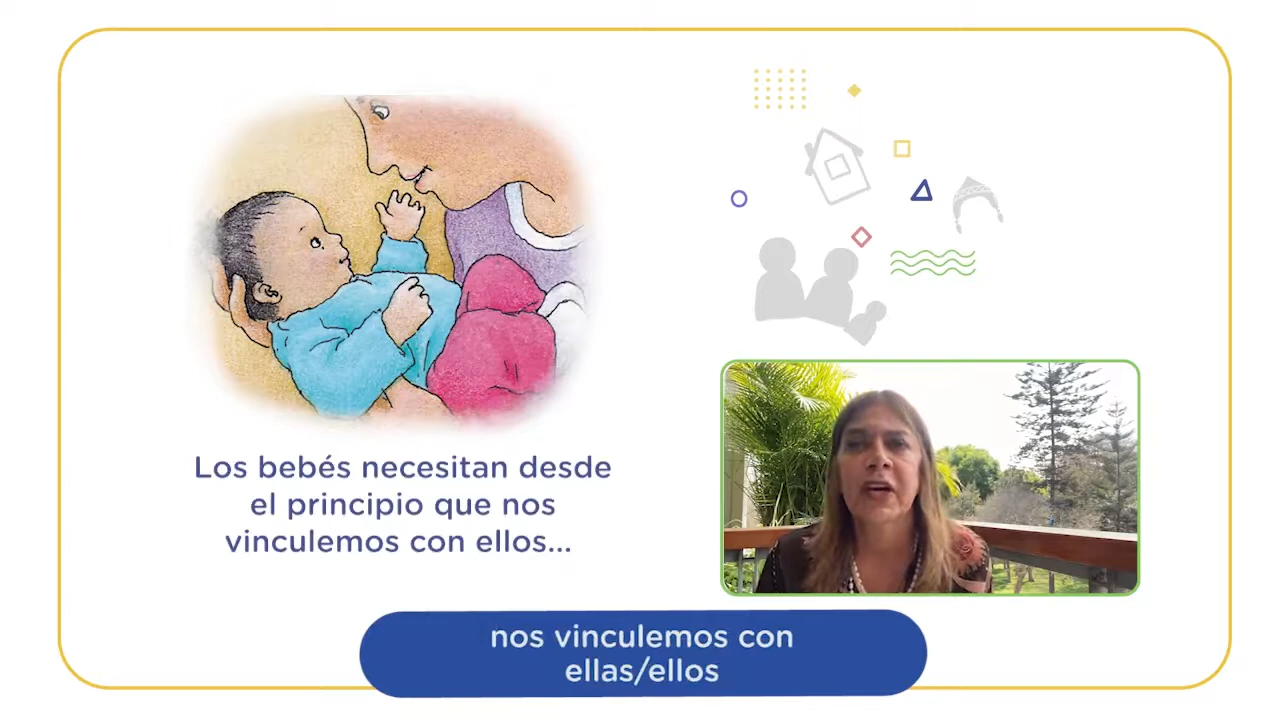 Los bebés necesitan desde
el principio que nos
vinculemos con ellos...
nos vinculemos con
ellas/ellos